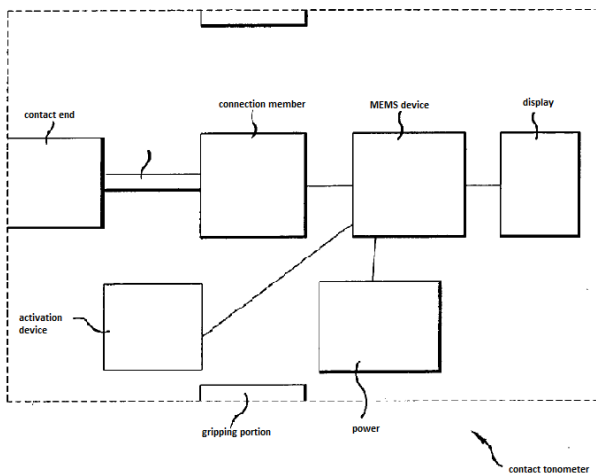 contact end
connection member
MEMS device
display
activation
device
gripping portion
power
contact tonometer